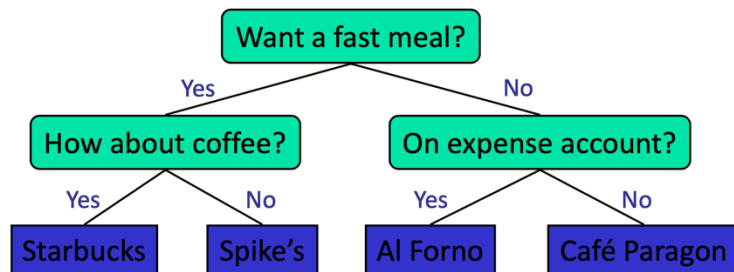 Want a fast meal?
Yes
No
How about coffee?
On expense account?
Yes
No
Yes
No
Starbucks
Spike’s
Al Forno
Café Paragon